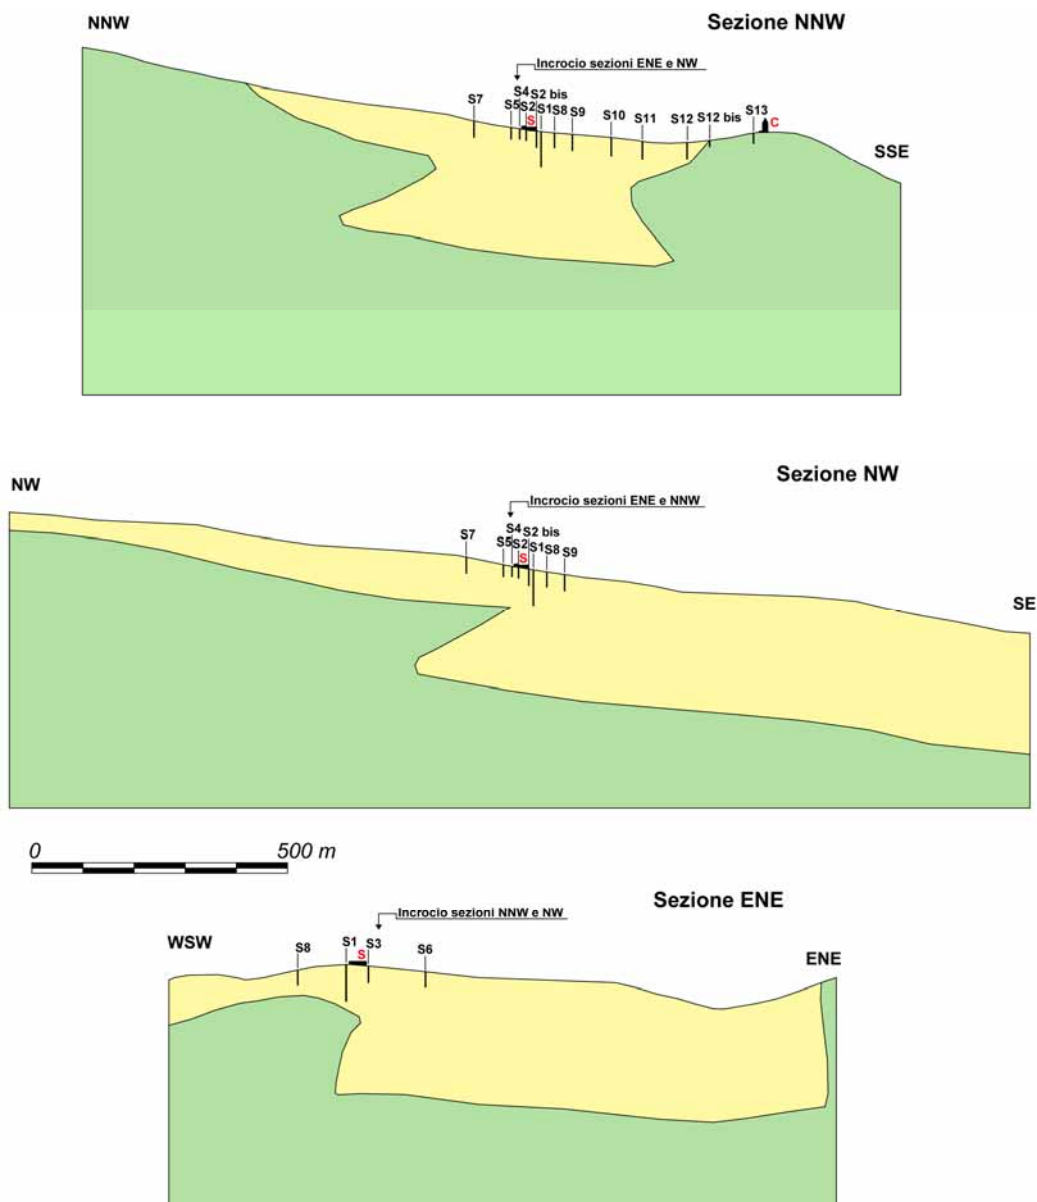 NNW
Sezione NNW
Incrocio sezioni ENE e NW
S7
S4
S2 bis
S5
S2
S
S1
S8
S9
S10
S11
S12
S12 bis
S13
C
SSE
NW
Sezione NW
Incrocio sezioni ENE e NNW
S7
S4
S2 bis
S5
S2
S
S1
S8
S9
SE
0
500 m
Sezione ENE
Incrocio sezioni NNW e NW
WSW
S8
S1
S
S3
S6
ENE